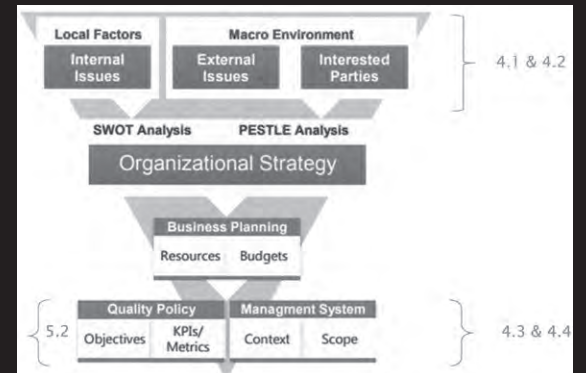 Local Factors
Macro Environment
Internal
Issues
External
Issues
Interested
Parties
4.1 & 4.2
SWOT Analysis
PESTLE Analysis
Organizational Strategy
Business Planning
Resources
Budgets
5.2
Quality Policy
Objectives
KPIs/
Metrics
Managment System
Context
Scope
4.3 & 4.4